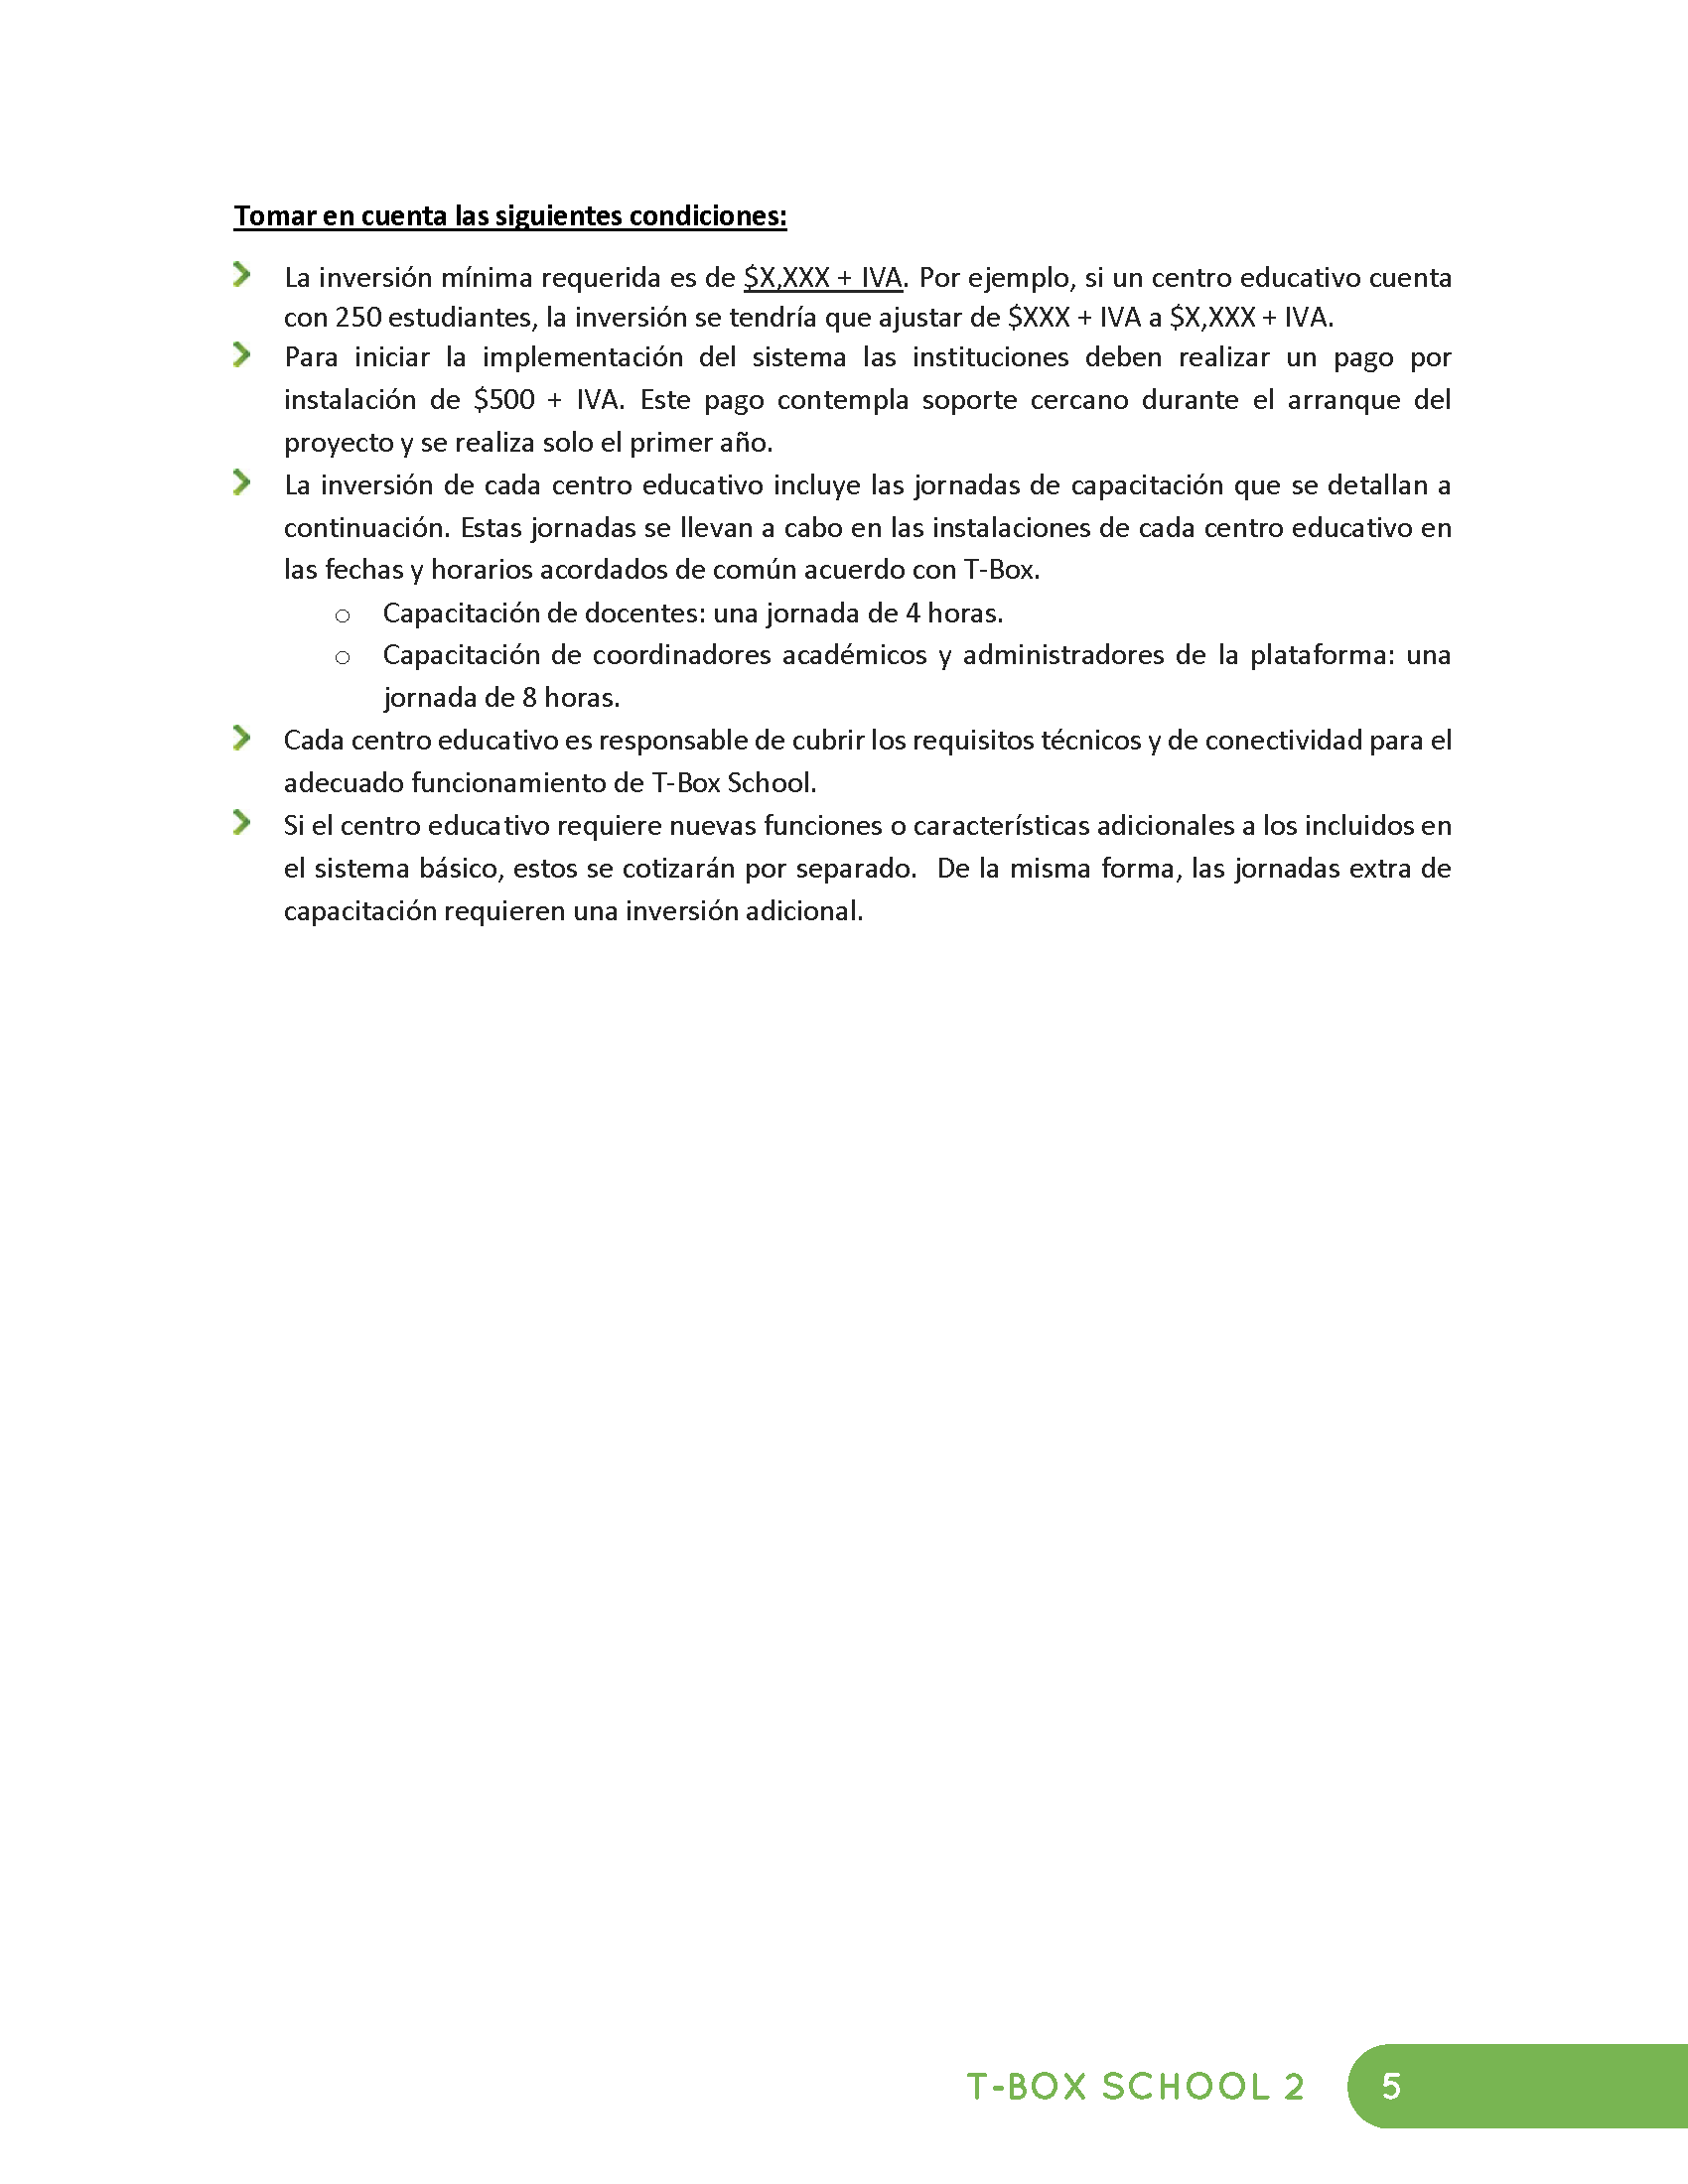 Tomar en cuenta las siguientes condiciones:
La inversión mínima requerida es de $X,XXX + IVA. Por ejemplo, si un centro educativo cuenta
con 250 estudiantes, la inversión se tendría que ajustar de $XXX + IVA a $X,XXX + IVA.
Para iniciar la implementación del sistema las instituciones deben realizar un pago por
instalación de $500 + IVA. Este pago contempla soporte cercano durante el arranque del
proyecto y se realiza solo el primer año.
La inversión de cada centro educativo incluye las jornadas de capacitación que se detallan a
continuación. Estas jornadas se llevan a cabo en las instalaciones de cada centro educativo en
las fechas y horarios acordados de común acuerdo con T-Box.
o Capacitación de docentes: una jornada de 4 horas.
o Capacitación de coordinadores académicos y administradores de la plataforma: una
jornada de 8 horas.
Cada centro educativo es responsable de cubrir los requisitos técnicos y de conectividad para el
adecuado funcionamiento de T-Box School.
Si el centro educativo requiere nuevas funciones o características adicionales a los incluidos en
el sistema básico, estos se cotizarán por separado.  De la misma forma, las jornadas extra de
capacitación requieren una inversión adicional.
T-BOX SCHOOL 2 5